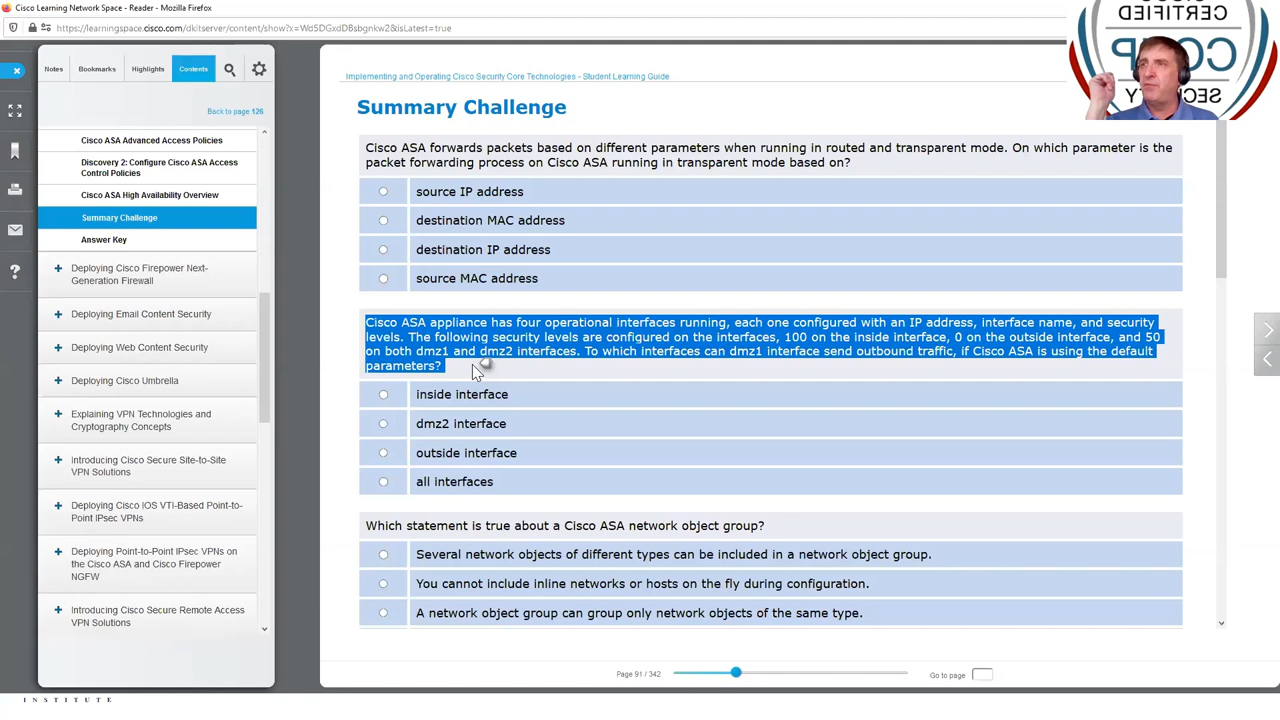 Cisco Learning Network Space - Reader - Mozilla Firefox
https://learningspace.cisco.com/dkitserver/content/show?x=Wd5DGxdDBsbgnkw2&isLatest=true
CERTIFIED
SECURITY
Notes
Bookmarks
Highlights
Contents
Back to page 126
Cisco ASA Advanced Access Policies
Discovery 2: Configure Cisco ASA Access
Control Policies
Cisco ASA High Availability Overview
Summary Challenge
Answer Key
Deploying Cisco Firepower Next-
Generation Firewall
Deploying Email Content Security
Deploying Web Content Security
Deploying Cisco Umbrella
Explaining VPN Technologies and
Cryptography Concepts
Introducing Cisco Secure Site-to-Site
VPN Solutions
Deploying Cisco IOS VTI-Based Point-to-
Point IPsec VPNs
Deploying Point-to-Point IPsec VPNs on
the Cisco ASA and Cisco Firepower
NGFW
Introducing Cisco Secure Remote Access
VPN Solutions
Implementing and Operating Cisco Security Core Technologies - Student Learning Guide
Summary Challenge
Cisco ASA forwards packets based on different parameters when running in routed and transparent mode. On which parameter is the
packet forwarding process on Cisco ASA running in transparent mode based on?
source IP address
destination MAC address
destination IP address
source MAC address
Cisco ASA appliance has four operational interfaces running, each one configured with an IP address, interface name, and security
levels. The following security levels are configured on the interfaces, 100 on the inside interface, 0 on the outside interface, and 50
on both dmz1 and dmz2 interfaces. To which interfaces can dmz1 interface send outbound traffic, if Cisco ASA is using the default
parameters?
inside interface
dmz2 interface
outside interface
all interfaces
Which statement is true about a Cisco ASA network object group?
Several network objects of different types can be included in a network object group.
You cannot include inline networks or hosts on the fly during configuration.
A network object group can group only network objects of the same type.
Page 91 / 342
Go to page
INSTITUTE